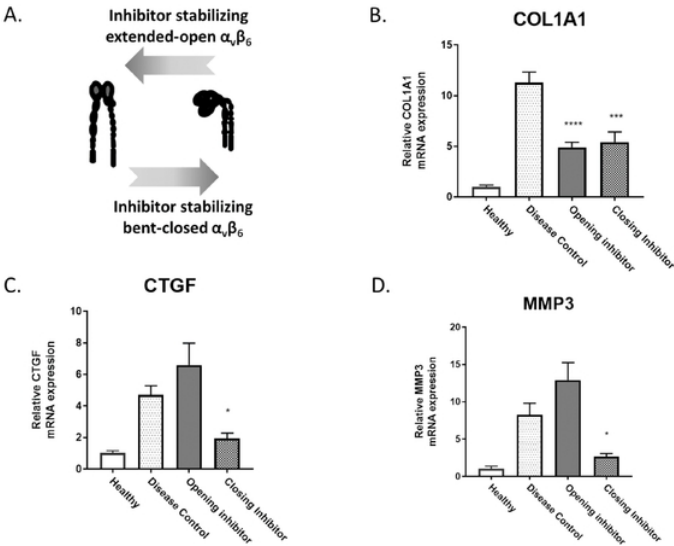 A.
Inhibitor stabilizing
extended-open αvβ6
Inhibitor stabilizing
bent-closed αvβ6
B.
COL1A1
Relative COL1A1
mRNA expression
15
10
5
0
****
***
Healthy
Disease Control
Opening inhibitor
Closing Inhibitor
C.
CTGF
Relative CTGF
mRNA expression
10
8
6
4
2
0
*
Healthy
Disease Control
Opening inhibitor
Closing Inhibitor
D.
MMP3
Relative MMP3
mRNA expression
20
15
10
5
0
*
Healthy
Disease Control
Opening inhibitor
Closing Inhibitor